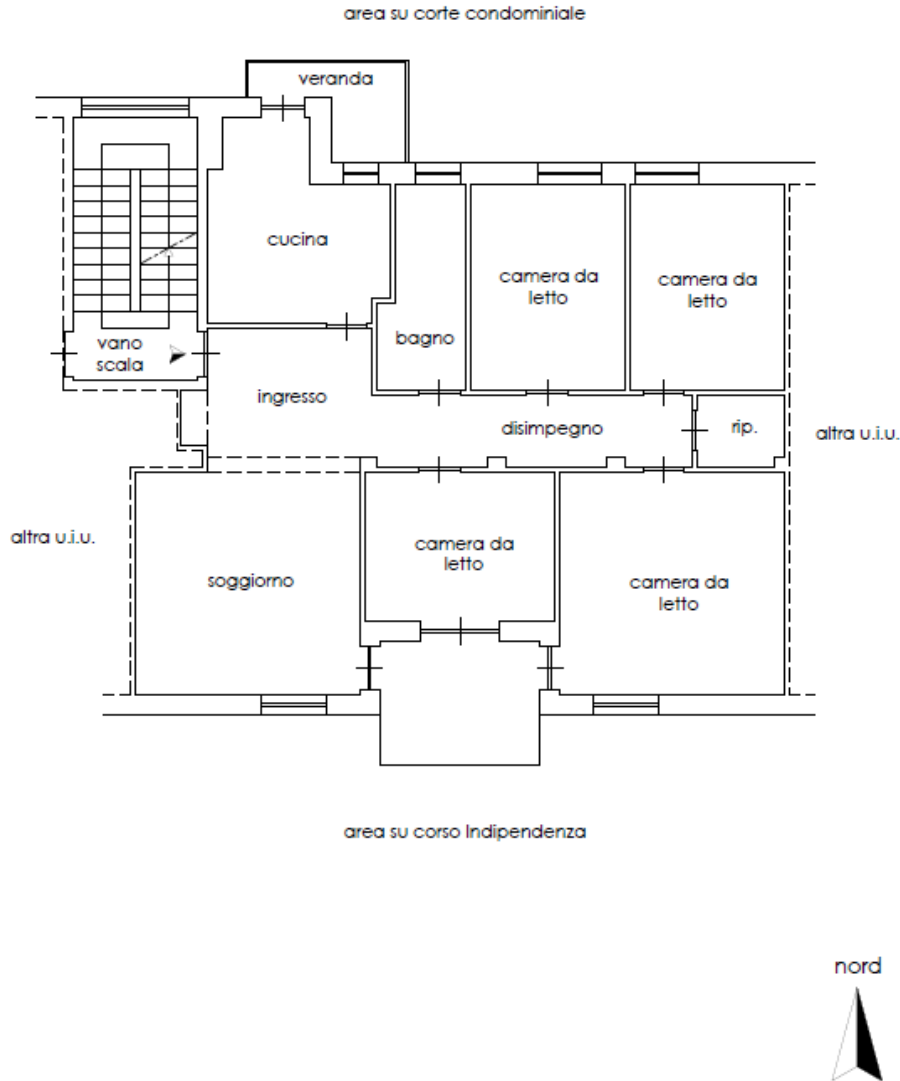 area su corte condominiale
veranda
cucina
camera da
letto
camera da
letto
vano
scala
bagno
ingresso
disimpegno
rip.
altra u.i.u.
altra u.i.u.
camera da
letto
soggiorno
camera da
letto
area su corso Indipendenza
nord